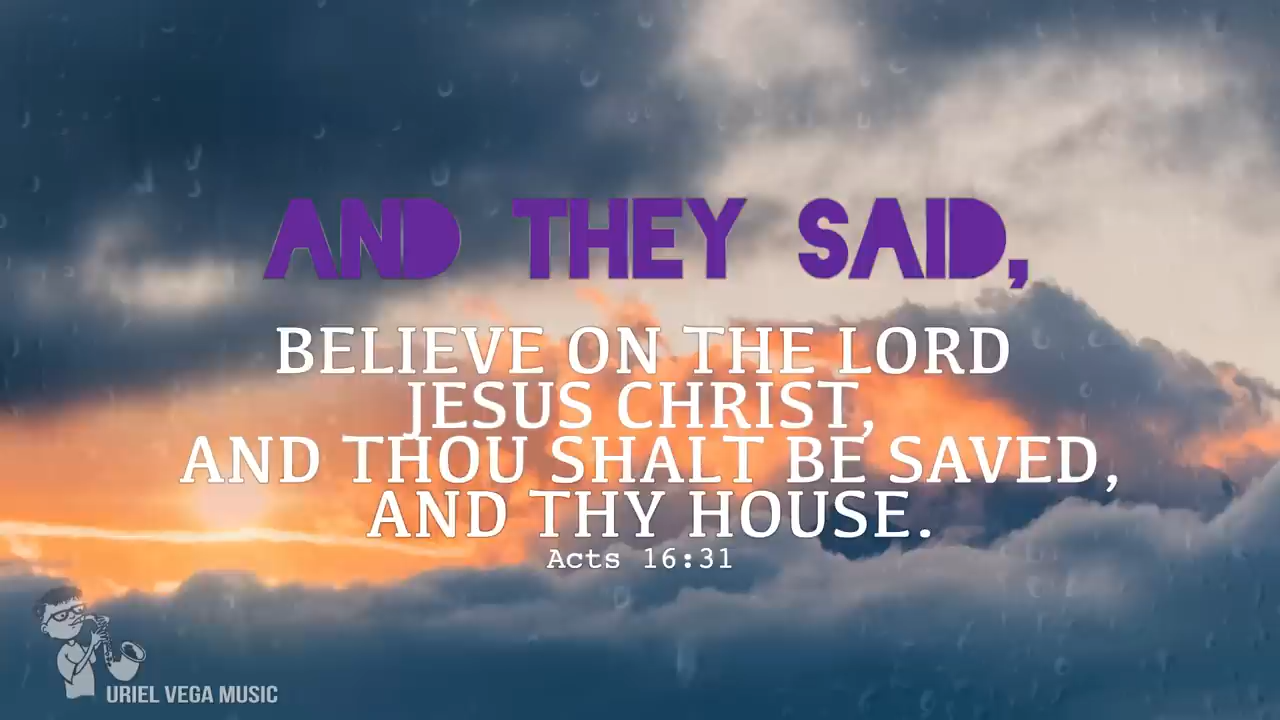 AND THEY SAID,
BELIEVE ON THE LORD
JESUS CHRIST,
AND THOU SHALT BE SAVED,
AND THY HOUSE.
Acts 16:31
URIEL VEGA MUSIC